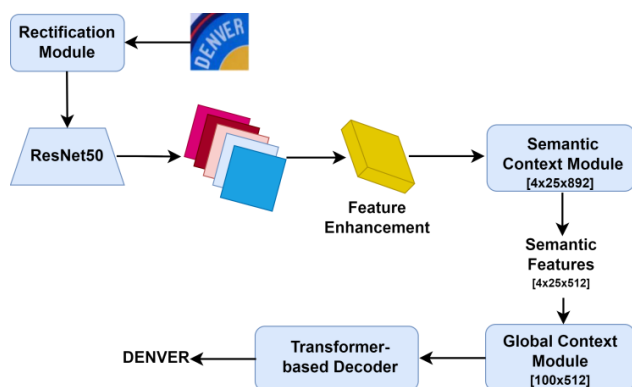 Rectification
Module
DENVER
ResNet50
Feature
Enhancement
Semantic
Context Module
[4x25x892]
Semantic
Features
[4x25x512]
Global Context
Module
[100x512]
Transformer-
based Decoder
DENVER